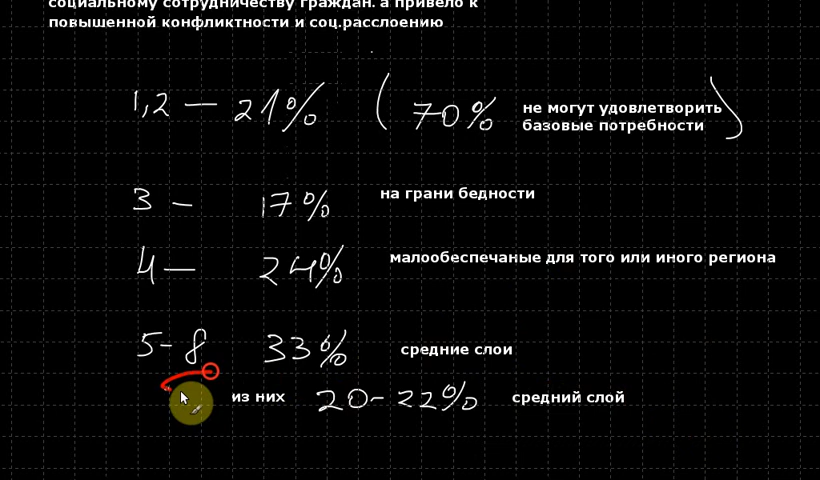 социальному сотрудничеству граждан. а привело к
повышенной конфликтности и соц.расслоению
1,2 — 21% ( 70% не могут удовлетворить базовые потребности )
3 – 17% на грани бедности
4 — 24% малообеспечаные для того или иного региона
5-8 33% средние слои
из них 20-22% средний слой